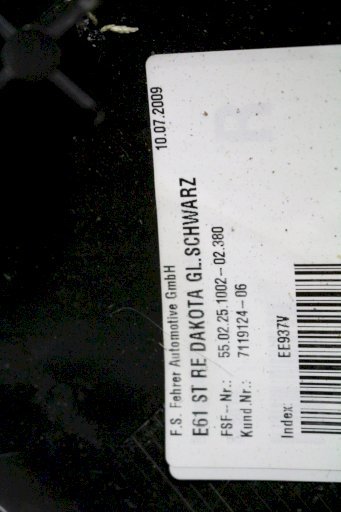 F.S. Fehrer Automotive GmbH 10.07.2009
E61 ST RE DAKOTA GL.SCHWARZ
FSF-Nr.: 55.02.25.1002-02.380
Kund.Nr.: 7119124-06
Index: EE937V
R